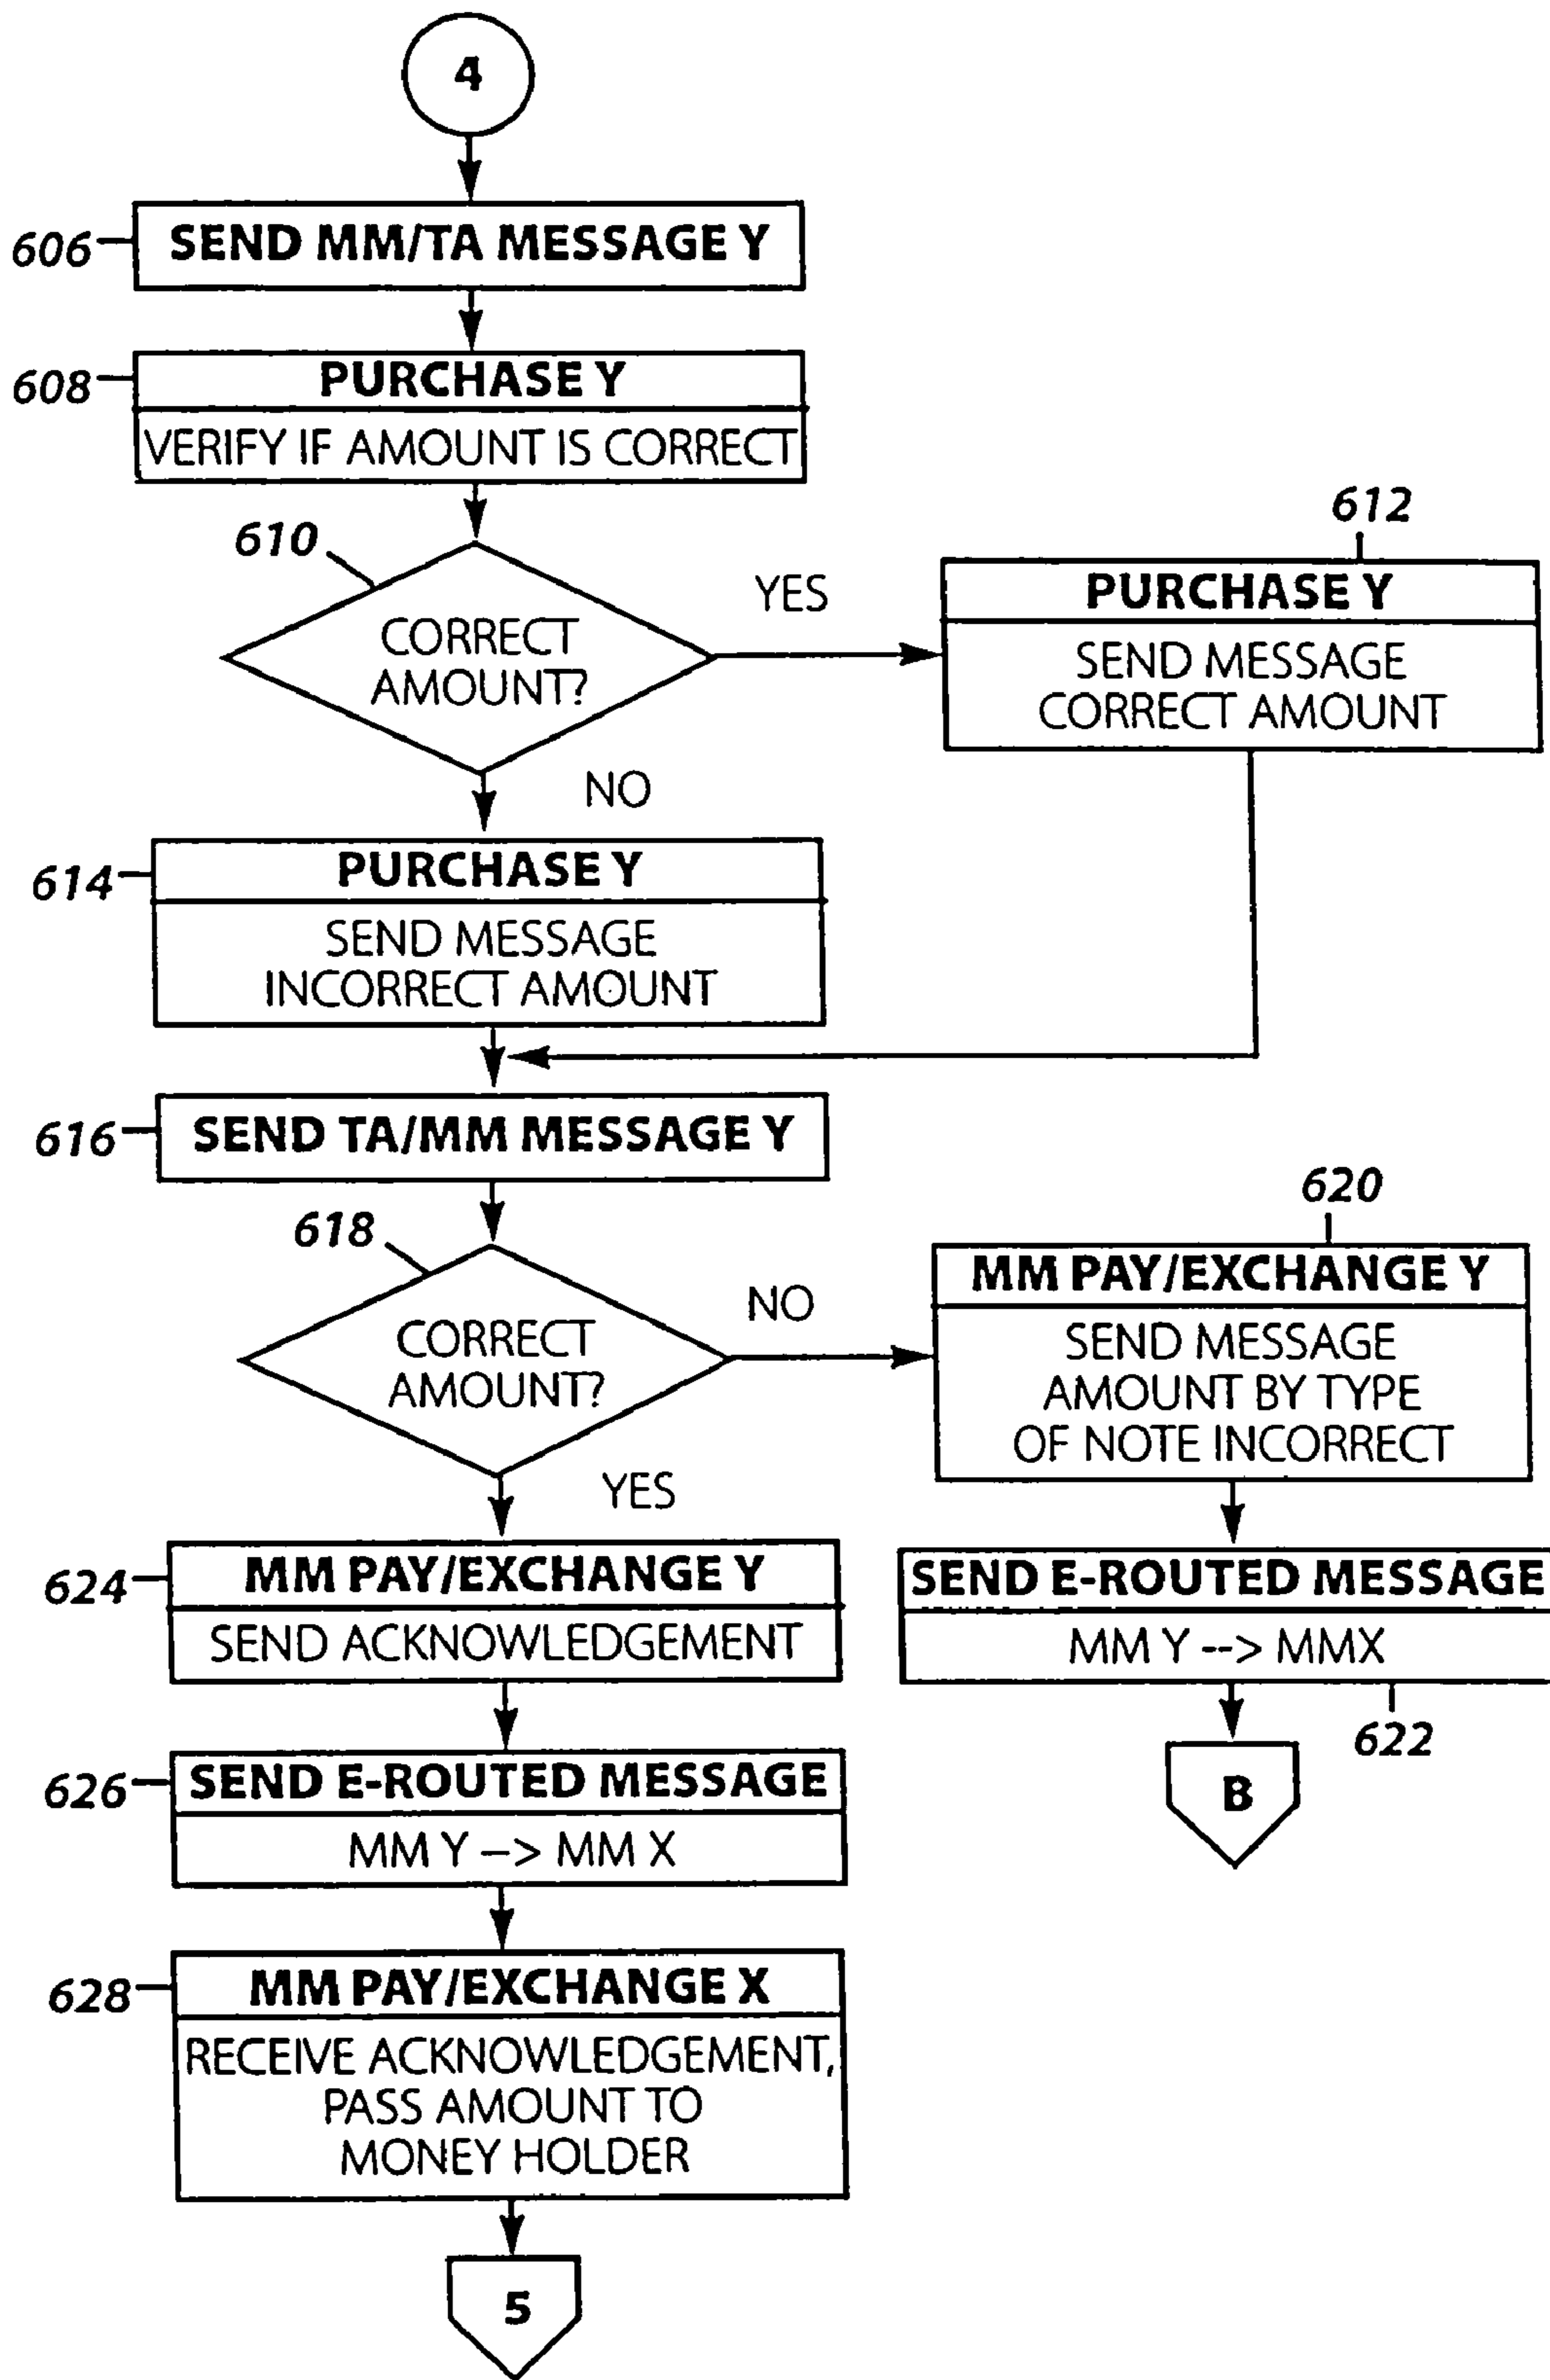 4
606
SEND MM/TA MESSAGE Y
608
PURCHASE Y
VERIFY IF AMOUNT IS CORRECT
610
CORRECT
AMOUNT?
YES
NO
612
PURCHASE Y
SEND MESSAGE
CORRECT AMOUNT
614
PURCHASE Y
SEND MESSAGE
INCORRECT AMOUNT
616
SEND TA/MM MESSAGE Y
618
CORRECT
AMOUNT?
NO
YES
620
MM PAY/EXCHANGE Y
SEND MESSAGE
AMOUNT BY TYPE
OF NOTE INCORRECT
SEND E-ROUTED MESSAGE
MM Y --> MMX
622
B
624
MM PAY/EXCHANGE Y
SEND ACKNOWLEDGEMENT
626
SEND E-ROUTED MESSAGE
MM Y –> MM X
628
MM PAY/EXCHANGE X
RECEIVE ACKNOWLEDGEMENT,
PASS AMOUNT TO
MONEY HOLDER
5